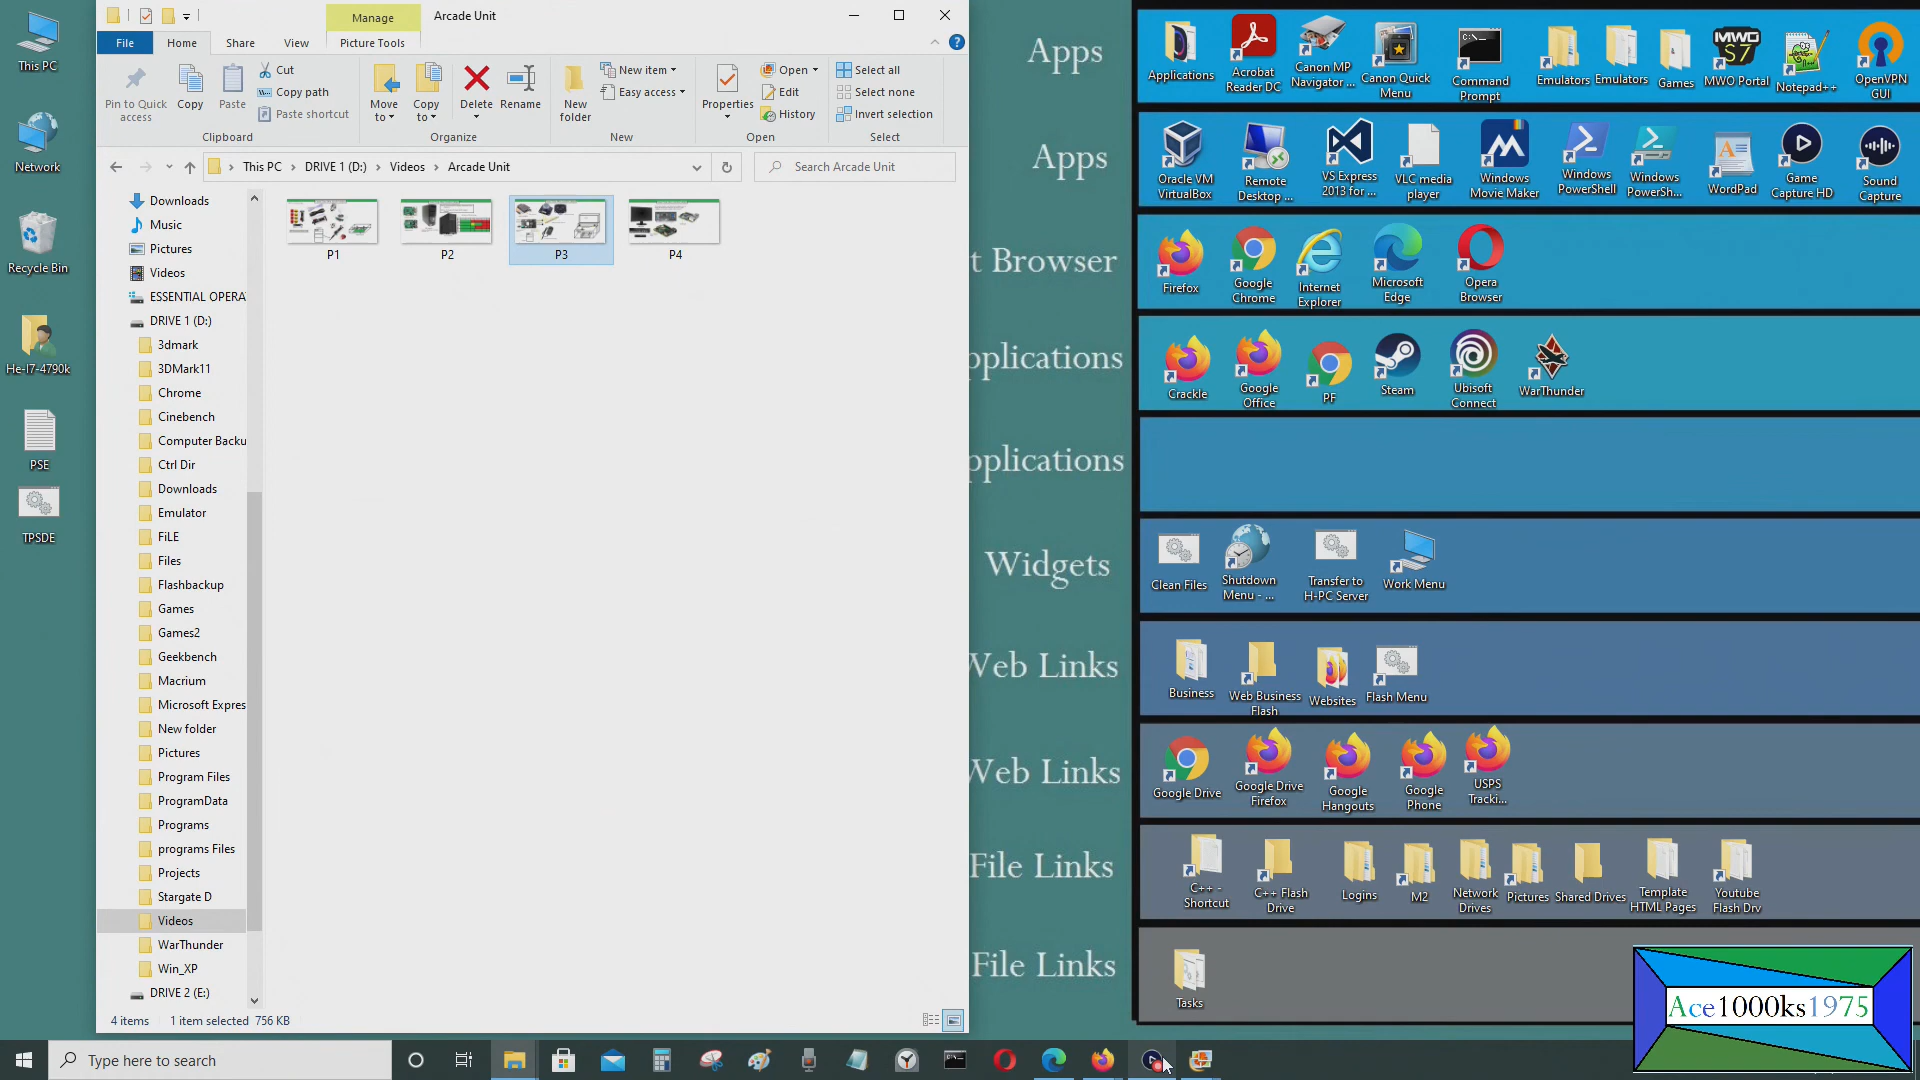 This PC
Network
Recycle Bin
He-I7-4790k
PSE
TPSDE
Manage
Arcade Unit
File
Home
Share
View
Picture Tools
Pin to Quick access
Copy
Paste
Cut
Copy path
Paste shortcut
Clipboard
Move to
Copy to
Delete
Rename
Organize
New folder
New item
Easy access
New
Properties
Open
Edit
History
Open
Select all
Select none
Invert selection
Select
This PC
DRIVE 1 (D:)
Videos
Arcade Unit
Search Arcade Unit
Downloads
Music
Pictures
Videos
ESSENTIAL OPERA
DRIVE 1 (D:)
3dmark
3DMark11
Chrome
Cinebench
Computer Backu
Ctrl Dir
Downloads
Emulator
FiLE
Files
Flashbackup
Games
Games2
Geekbench
Macrium
Microsoft Expres
New folder
Pictures
Program Files
ProgramData
Programs
programs Files
Projects
Stargate D
Videos
WarThunder
Win_XP
DRIVE 2 (E:)
P1
P2
P3
P4
4 items
1 item selected 756 KB
Apps
Apps
t Browser
pplications
pplications
Widgets
Web Links
Web Links
File Links
File Links
Applications
Acrobat Reader DC
Canon MP Navigator ...
Canon Quick Menu
Command Prompt
Emulators
Emulators
Games
MWO Portal
Notepad++
OpenVPN GUI
Oracle VM VirtualBox
Remote Desktop ...
VS Express 2013 for ...
VLC media player
Windows Movie Maker
Windows PowerShell
Windows PowerSh...
WordPad
Game Capture HD
Sound Capture
Firefox
Google Chrome
Internet Explorer
Microsoft Edge
Opera Browser
Crackle
Google Office
PF
Steam
Ubisoft Connect
WarThunder
Clean Files
Shutdown Menu - ...
Transfer to H-PC Server
Work Menu
Business
Web Business Flash
Websites
Flash Menu
Google Drive
Google Drive Firefox
Google Hangouts
Google Phone
USPS Tracki...
C++ - Shortcut
C++ Flash Drive
Logins
M2
Network Drives
Pictures
Shared Drives
Template HTML Pages
Youtube Flash Drv
Tasks
Ace1000ks1975
Type here to search